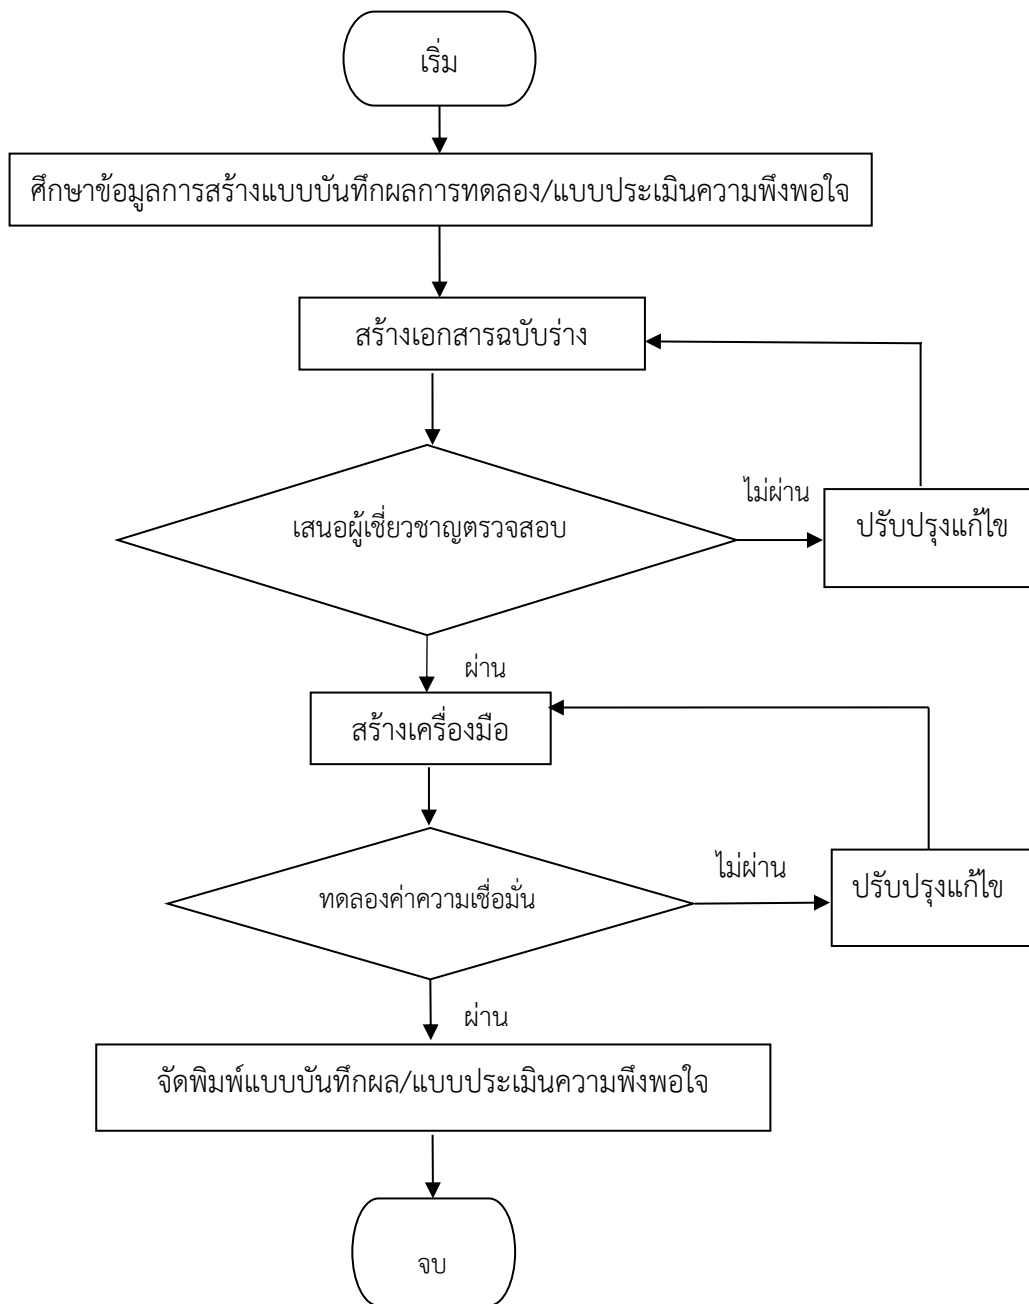 เริ่ม
ศึกษาข้อมูลการสร้างแบบบันทึกผลการทดลอง/แบบประเมินความพึงพอใจ
สร้างเอกสารฉบับร่าง
เสนอผู้เชี่ยวชาญตรวจสอบ
ไม่ผ่าน
ปรับปรุงแก้ไข
ผ่าน
สร้างเครื่องมือ
ทดลองค่าความเชื่อมั่น
ไม่ผ่าน
ปรับปรุงแก้ไข
ผ่าน
จัดพิมพ์แบบบันทึกผล/แบบประเมินความพึงพอใจ
จบ